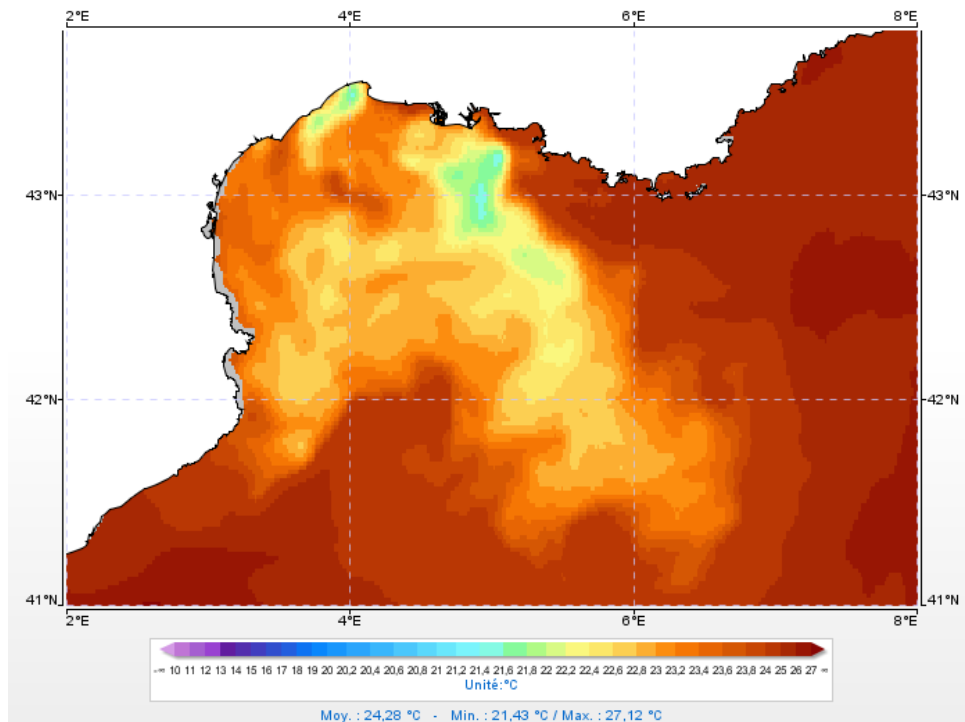 2°E 4°E 6°E 8°E
43°N 43°N
42°N 42°N
41°N 41°N
2°E 4°E 6°E 8°E
-∞ 10 11 12 13 14 15 16 17 18 19 20 20,2 20,4 20,6 20,8 21 21,2 21,4 21,6 21,8 22 22,2 22,4 22,6 22,8 23 23,2 23,4 23,6 23,8 24 25 26 27 ∞
Unité:°C
Moy. : 24,28 °C - Min. : 21,43 °C / Max. : 27,12 °C